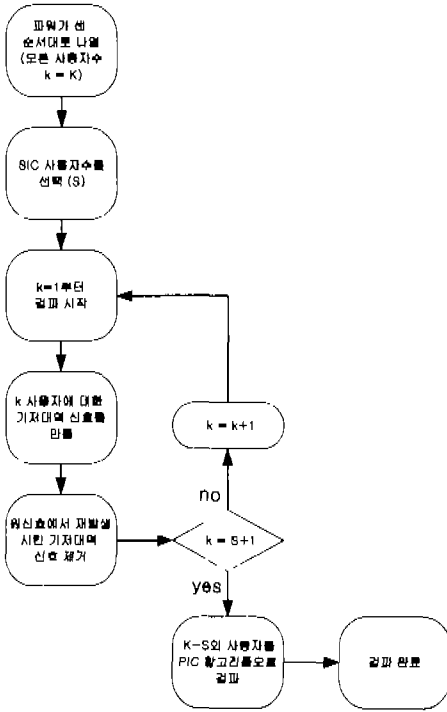 파워가 센
순서대로 나열
(모든 사용자수
k = K)
SIC 사용자수를
선택 (S)
k=1부터
검파 시작
k 사용자에 대한
기저대역 신호를
만듦
k = k+1
no
원신호에서 재발생
시킨 기저대역
신호 제거
k = S+1
yes
K-S의 사용자를
PIC 알고리즘으로
검파
검파 완료